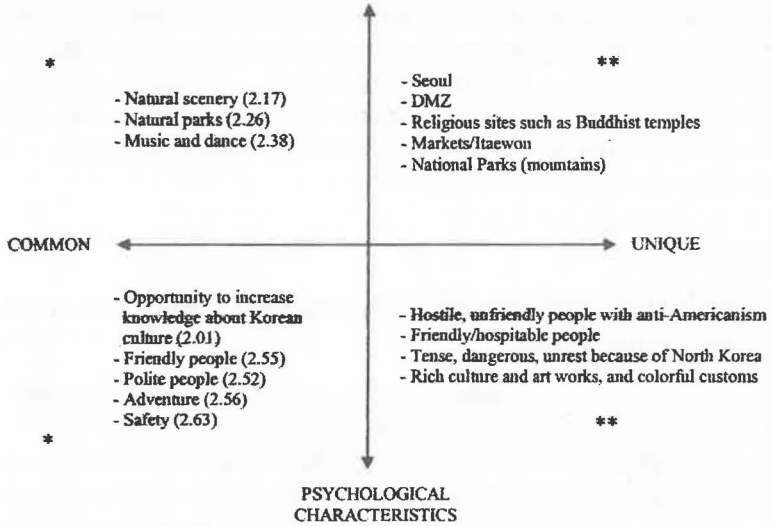 *
**
- Natural scenery (2.17)
- Natural parks (2.26)
- Music and dance (2.38)
- Seoul
- DMZ
- Religious sites such as Buddhist temples
- Markets/Itaewon
- National Parks (mountains)
COMMON
UNIQUE
- Opportunity to increase
knowledge about Korean
culture (2.01)
- Friendly people (2.55)
- Polite people (2.52)
- Adventure (2.56)
- Safety (2.63)
*
- Hostile, unfriendly people with anti-Americanism
- Friendly/hospitable people
- Tense, dangerous, unrest because of North Korea
- Rich culture and art works, and colorful customs
**
PSYCHOLOGICAL
CHARACTERISTICS